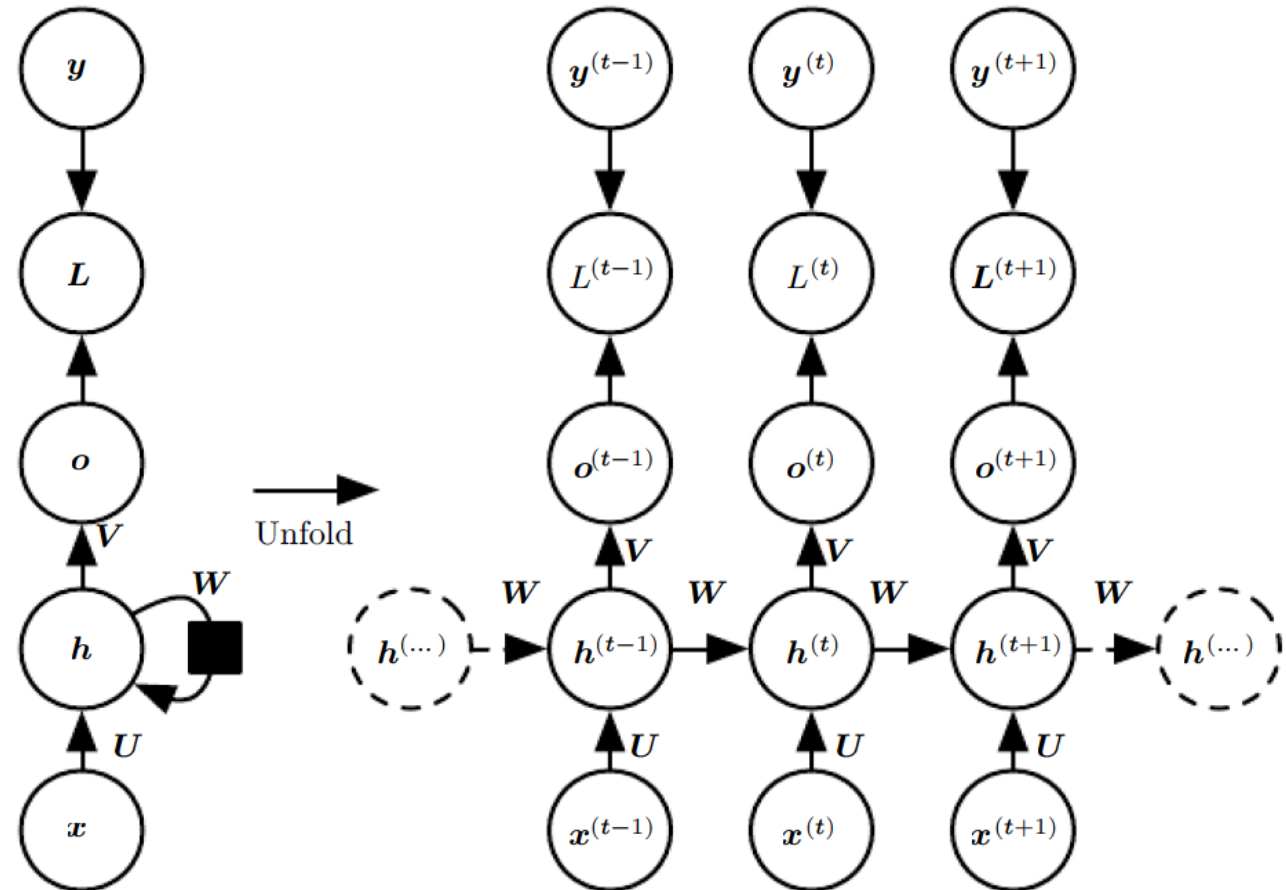 y y^(t−1) y^(t) y^(t+1)
L L^(t−1) L^(t) L^(t+1)
o o^(t−1) o^(t) o^(t+1)
Unfold
V V V V
W W W W W
h h^(...) h^(t−1) h^(t) h^(t+1) h^(...)
U U U U
x x^(t−1) x^(t) x^(t+1)